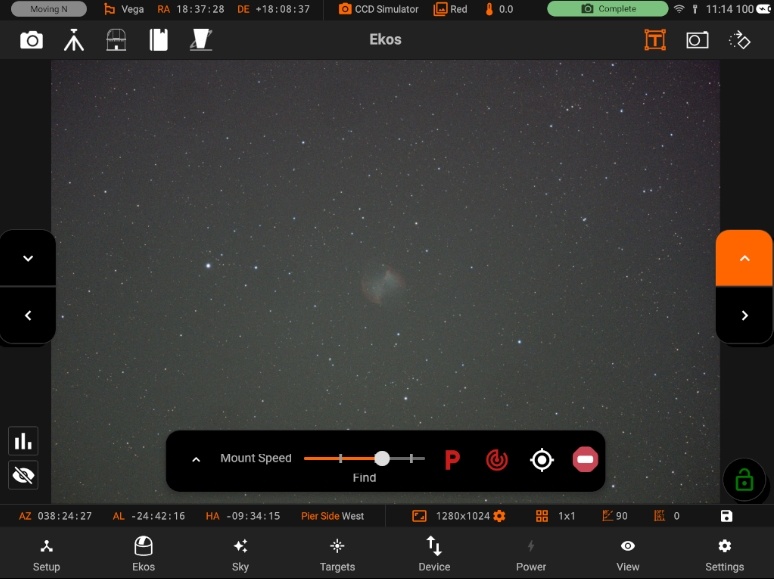 Moving N
Vega
RA 18:37:28
DE +18:08:37
CCD Simulator
Red
0.0
Complete
11:14 100
Ekos
T
Mount Speed
P
Find
AZ 038:24:27
AL -24:42:16
HA -09:34:15
Pier Side West
1280x1024
1x1
90
0
Setup
Ekos
Sky
Targets
Device
Power
View
Settings